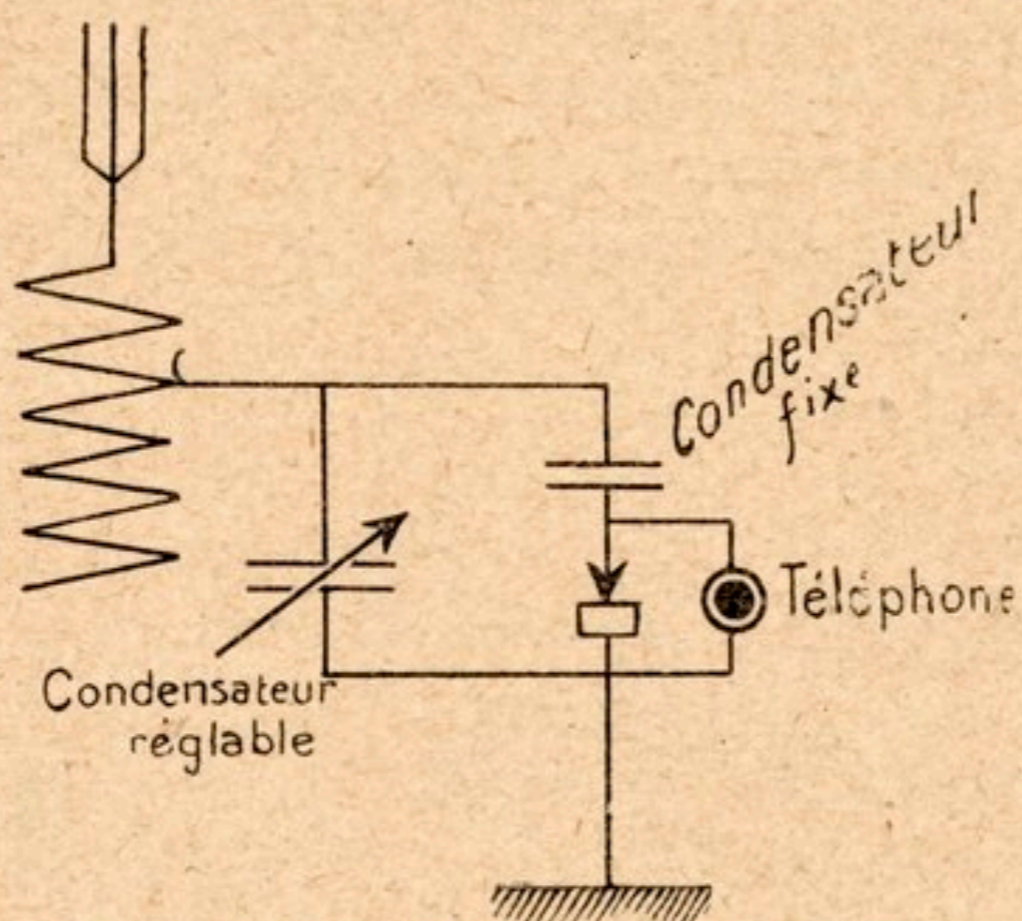 Condensateur
fixe
Téléphone
Condensateur
réglable